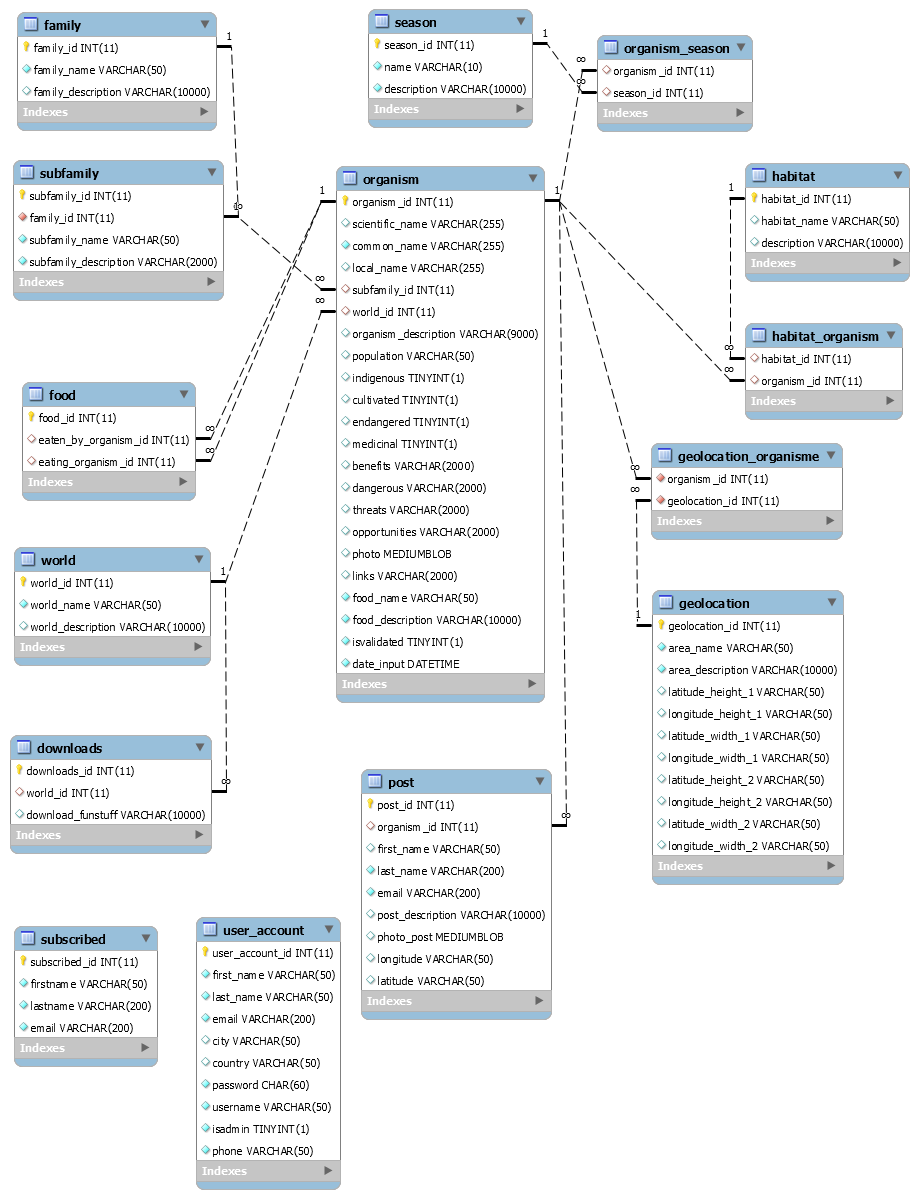 family
family_id INT(11)
family_name VARCHAR(50)
family_description VARCHAR(10000)
Indexes
1
season
season_id INT(11)
name VARCHAR(10)
description VARCHAR(10000)
Indexes
1
organism_season
organism_id INT(11)
season_id INT(11)
Indexes
∞
∞
subfamily
subfamily_id INT(11)
family_id INT(11)
subfamily_name VARCHAR(50)
subfamily_description VARCHAR(2000)
Indexes
1
∞
organism
organism_id INT(11)
scientific_name VARCHAR(255)
common_name VARCHAR(255)
local_name VARCHAR(255)
subfamily_id INT(11)
world_id INT(11)
organism_description VARCHAR(9000)
population VARCHAR(50)
indigenous TINYINT(1)
cultivated TINYINT(1)
endangered TINYINT(1)
medicinal TINYINT(1)
benefits VARCHAR(2000)
dangerous VARCHAR(2000)
threats VARCHAR(2000)
opportunities VARCHAR(2000)
photo MEDIUMBLOB
links VARCHAR(2000)
food_name VARCHAR(50)
food_description VARCHAR(10000)
isvalidated TINYINT(1)
date_input DATETIME
Indexes
1
1
∞
∞
habitat
habitat_id INT(11)
habitat_name VARCHAR(50)
description VARCHAR(10000)
Indexes
1
habitat_organism
habitat_id INT(11)
organism_id INT(11)
Indexes
∞
∞
food
food_id INT(11)
eaten_by_organism_id INT(11)
eating_organism_id INT(11)
Indexes
∞
∞
geolocation_organisme
organism_id INT(11)
geolocation_id INT(11)
Indexes
∞
∞
world
world_id INT(11)
world_name VARCHAR(50)
world_description VARCHAR(10000)
Indexes
1
geolocation
geolocation_id INT(11)
area_name VARCHAR(50)
area_description VARCHAR(10000)
latitude_height_1 VARCHAR(50)
longitude_height_1 VARCHAR(50)
latitude_width_1 VARCHAR(50)
longitude_width_1 VARCHAR(50)
latitude_height_2 VARCHAR(50)
longitude_height_2 VARCHAR(50)
latitude_width_2 VARCHAR(50)
longitude_width_2 VARCHAR(50)
Indexes
1
downloads
downloads_id INT(11)
world_id INT(11)
download_funstuff VARCHAR(10000)
Indexes
∞
post
post_id INT(11)
organism_id INT(11)
first_name VARCHAR(50)
last_name VARCHAR(200)
email VARCHAR(200)
post_description VARCHAR(10000)
photo_post MEDIUMBLOB
longitude VARCHAR(50)
latitude VARCHAR(50)
Indexes
∞
subscribed
subscribed_id INT(11)
firstname VARCHAR(50)
lastname VARCHAR(200)
email VARCHAR(200)
Indexes
user_account
user_account_id INT(11)
first_name VARCHAR(50)
last_name VARCHAR(50)
email VARCHAR(200)
city VARCHAR(50)
country VARCHAR(50)
password CHAR(60)
username VARCHAR(50)
isadmin TINYINT(1)
phone VARCHAR(50)
Indexes